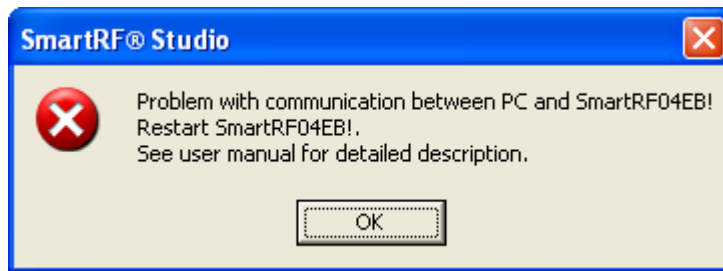 SmartRF® Studio
Problem with communication between PC and SmartRF04EB!
Restart SmartRF04EB!.
See user manual for detailed description.
OK